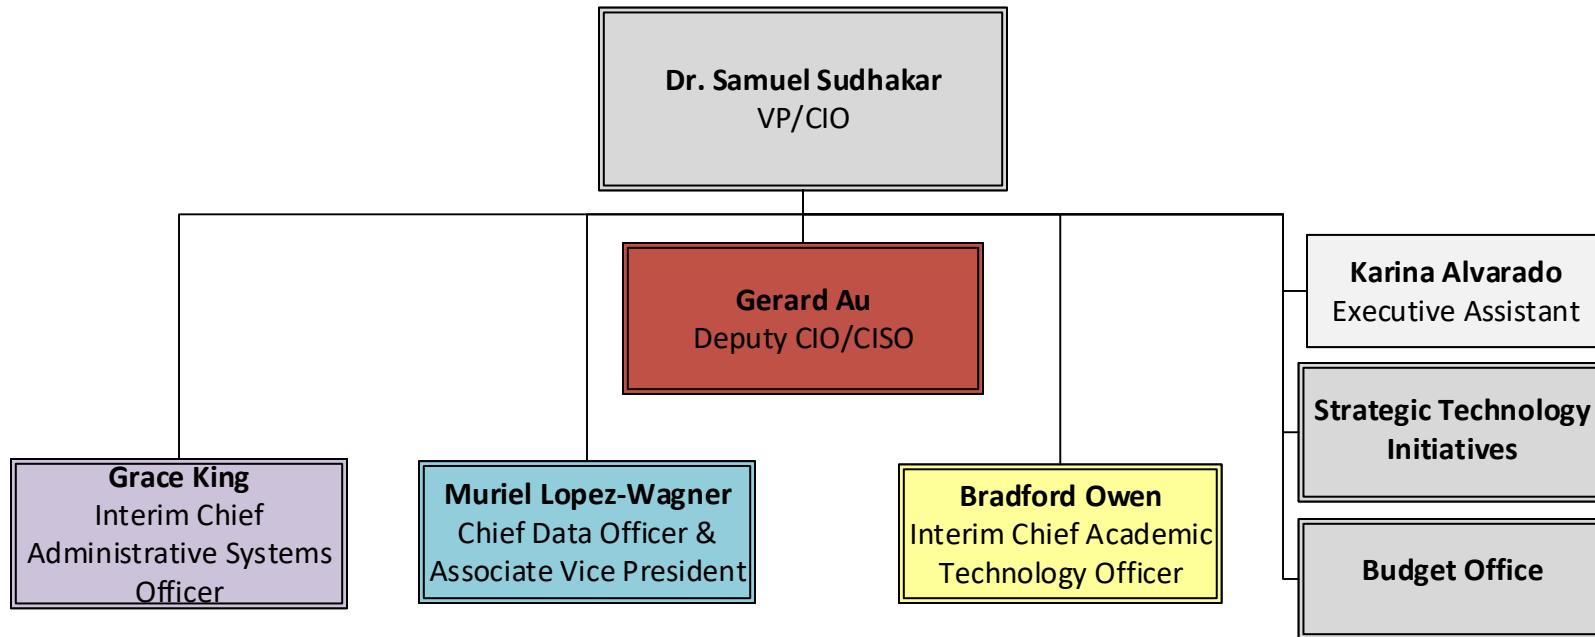 Dr. Samuel Sudhakar
VP/CIO
Gerard Au
Deputy CIO/CISO
Karina Alvarado
Executive Assistant
Strategic Technology
Initiatives
Budget Office
Grace King
Interim Chief
Administrative Systems
Officer
Muriel Lopez-Wagner
Chief Data Officer &
Associate Vice President
Bradford Owen
Interim Chief Academic
Technology Officer